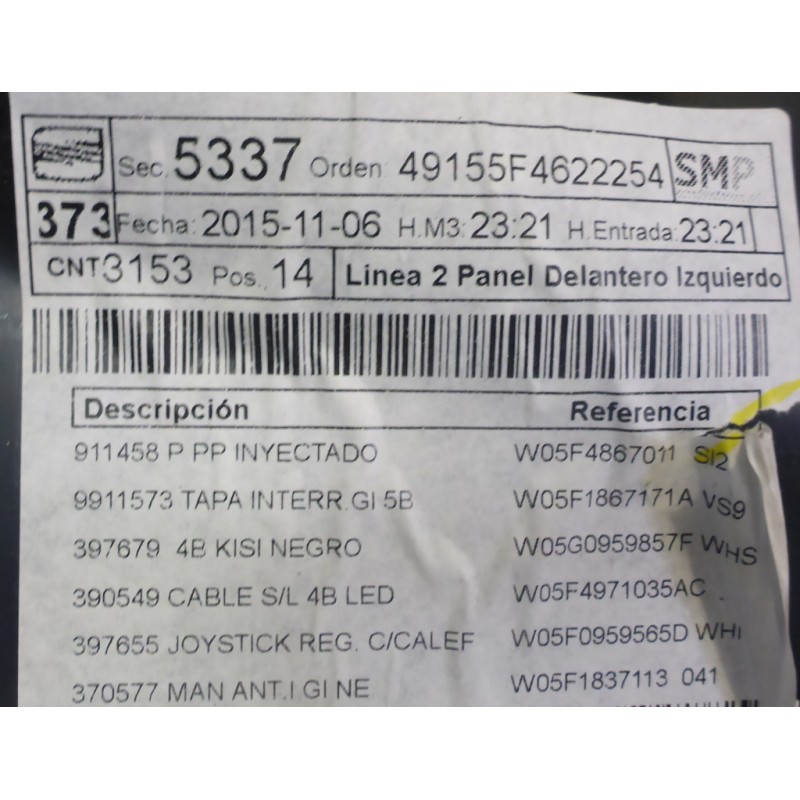 Sec. 5337 Orden 49155F4622254 SMP
373 Fecha: 2015-11-06 H.M3: 23:21 H.Entrada: 23:21
CNT 3153 Pos.. 14 Linea 2 Panel Delantero Izquierdo
Descripción Referencia
911458 P PP INYECTADO W05F4867011 SI2
9911573 TAPA INTERR.GI 5B W05F1867171A VS9
397679 4B KISI NEGRO W05G0959857F WHS
390549 CABLE S/L 4B LED W05F4971035AC
397655 JOYSTICK REG. C/CALEF W05F0959565D WHI
370577 MAN ANT.I GI NE W05F1837113 041